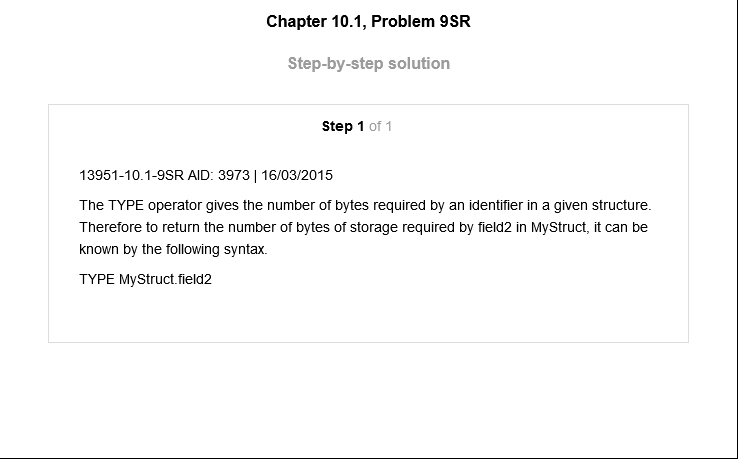 Chapter 10.1, Problem 9SR
Step-by-step solution
Step 1 of 1
13951-10.1-9SR AID: 3973 | 16/03/2015
The TYPE operator gives the number of bytes required by an identifier in a given structure.
Therefore to return the number of bytes of storage required by field2 in MyStruct, it can be
known by the following syntax.
TYPE MyStruct.field2